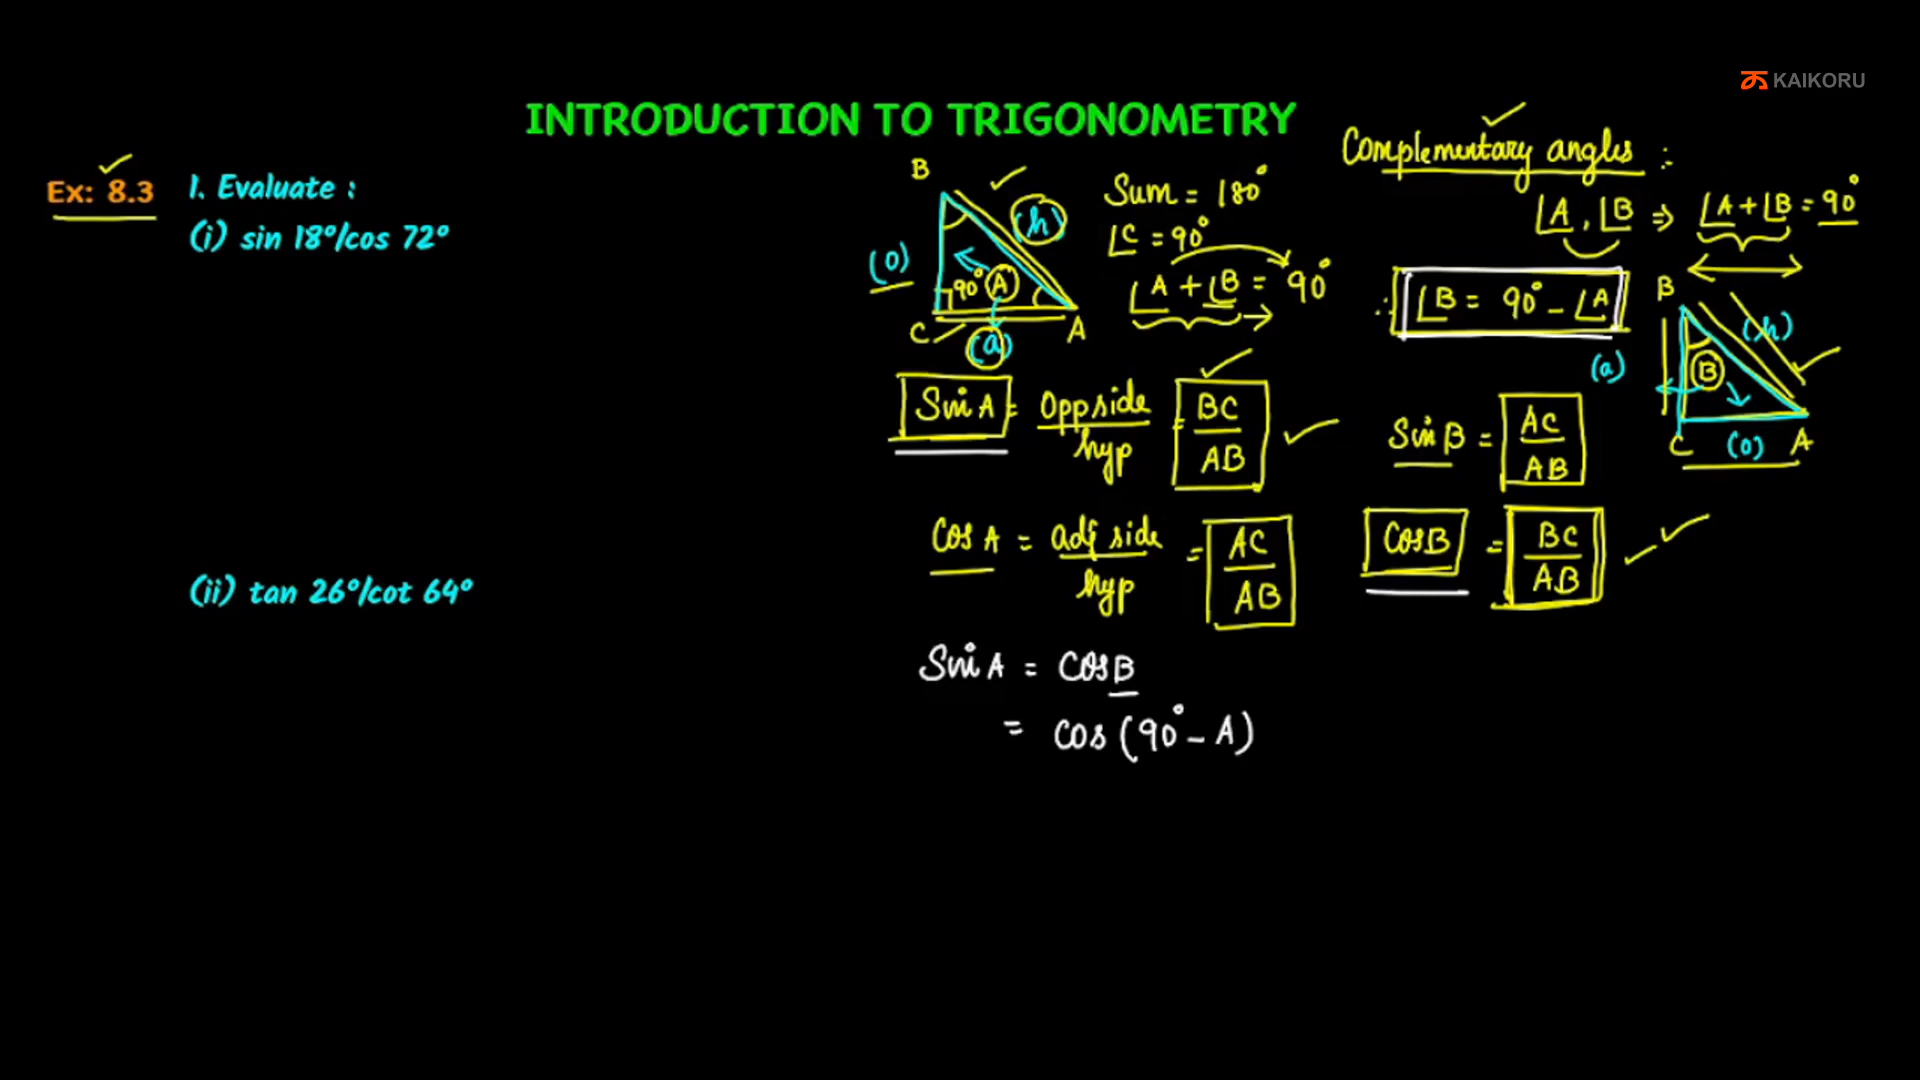 KAIKORU
INTRODUCTION TO TRIGONOMETRY
Ex: 8.3
1. Evaluate :
(i) sin 18°/cos 72°
(ii) tan 26°/cot 64°
B
(h)
(o)
90° A
C
A
(a)
Sum = 180°
∠C = 90°
∠A + ∠B = 90°
Complementary angles :
∠A , ∠B ⇒ ∠A + ∠B = 90°
∴ ∠B = 90° - ∠A
B
(h)
(a)
B
C (o) A
Sin A = Opp side / hyp = BC / AB
Sin B = AC / AB
Cos A = adj side / hyp = AC / AB
Cos B = BC / AB
Sin A = Cos B
= Cos (90° - A)